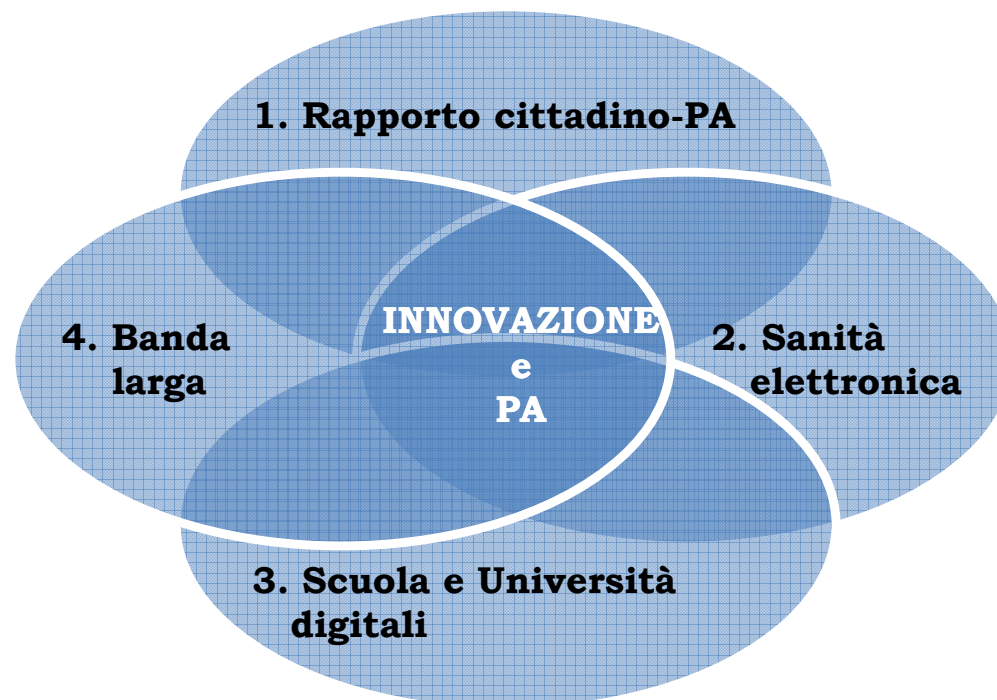 1. Rapporto cittadino-PA
INNOVAZIONE
e
PA
4. Banda
larga
2. Sanità
elettronica
3. Scuola e Università
digitali